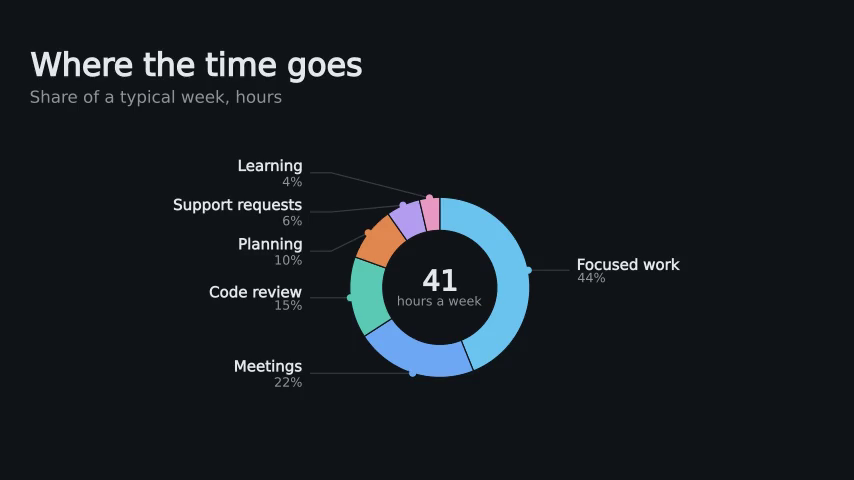 Where the time goes
Share of a typical week, hours
Learning
4%
Support requests
6%
Planning
10%
Code review
15%
Meetings
22%
41
hours a week
Focused work
44%